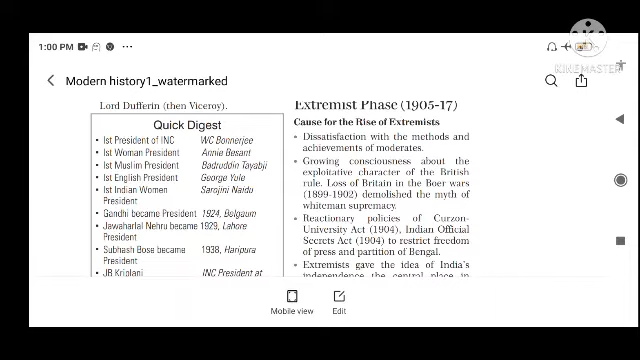 1:00 PM
KINEMASTER
Modern history1_watermarked
Lord Dufferin (then Viceroy).
Quick Digest
• Ist President of INC WC Bonnerjee
• Ist Woman President Annie Besant
• Ist Muslim President Badruddin Tayabji
• Ist English President George Yule
• Ist Indian Women Sarojini Naidu
President
• Gandhi became President 1924, Belgaum
• Jawaharlal Nehru became 1929, Lahore
President
• Subhash Bose became 1938, Haripura
President
• JB Kriplani INC President at
Extremist Phase (1905-17)
Cause for the Rise of Extremists
• Dissatisfaction with the methods and
achievements of moderates.
• Growing consciousness about the
exploitative character of the British
rule. Loss of Britain in the Boer wars
(1899-1902) demolished the myth of
whiteman supremacy.
• Reactionary policies of Curzon-
University Act (1904), Indian Official
Secrets Act (1904) to restrict freedom
of press and partition of Bengal.
• Extremists gave the idea of India's
independence the central place in
Mobile view
Edit